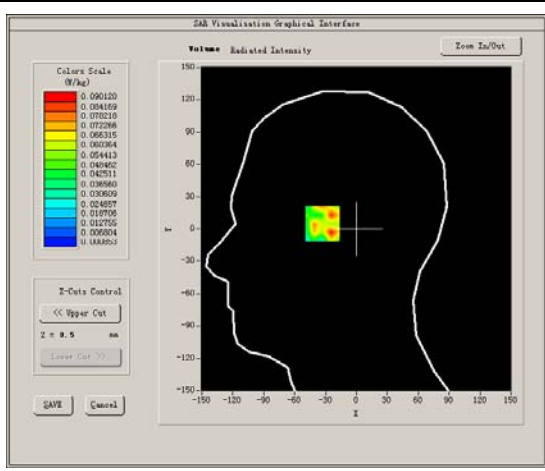 SAR Visualisation Graphical Interface
Volume Radiated Intensity
Zoom In/Out
Colors Scale
(W/kg)
0.090120
0.084169
0.078218
0.072266
0.066315
0.060364
0.054413
0.048462
0.042511
0.036560
0.030609
0.024657
0.018706
0.012755
0.006804
0.000853
Z-Cuts Control
<< Upper Cut
Z = 0.5 mm
Lower Cut >>
SAVE
Cancel
150
120
90
60
30
0
-30
-60
-90
-120
-150
Y
-150 -120 -90 -60 -30 0 30 60 90 120 150
X